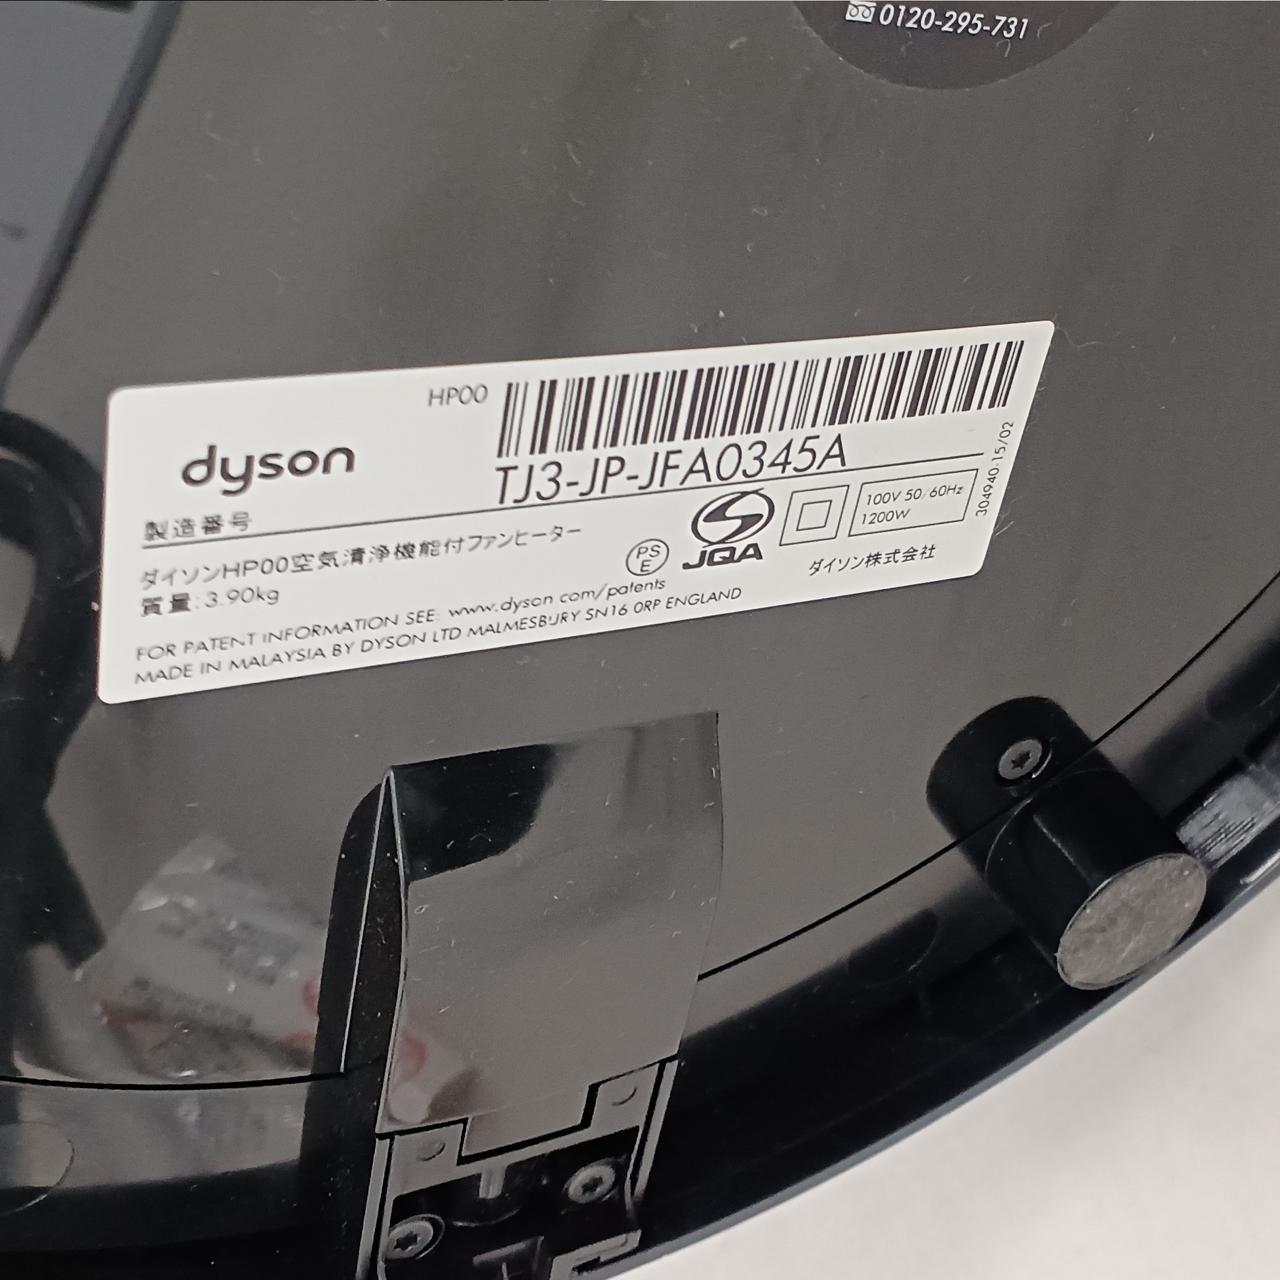 0120-295-731
HP00
dyson
TJ3-JP-JFA0345A
製造番号
ダイソンHP00空気清浄機能付ファンヒーター
質量:3.90kg
PS
E
JQA
100V 50/60Hz
1200W
ダイソン株式会社
304940-15/02
FOR PATENT INFORMATION SEE: www.dyson.com/patents
MADE IN MALAYSIA BY DYSON LTD MALMESBURY SN16 0RP ENGLAND